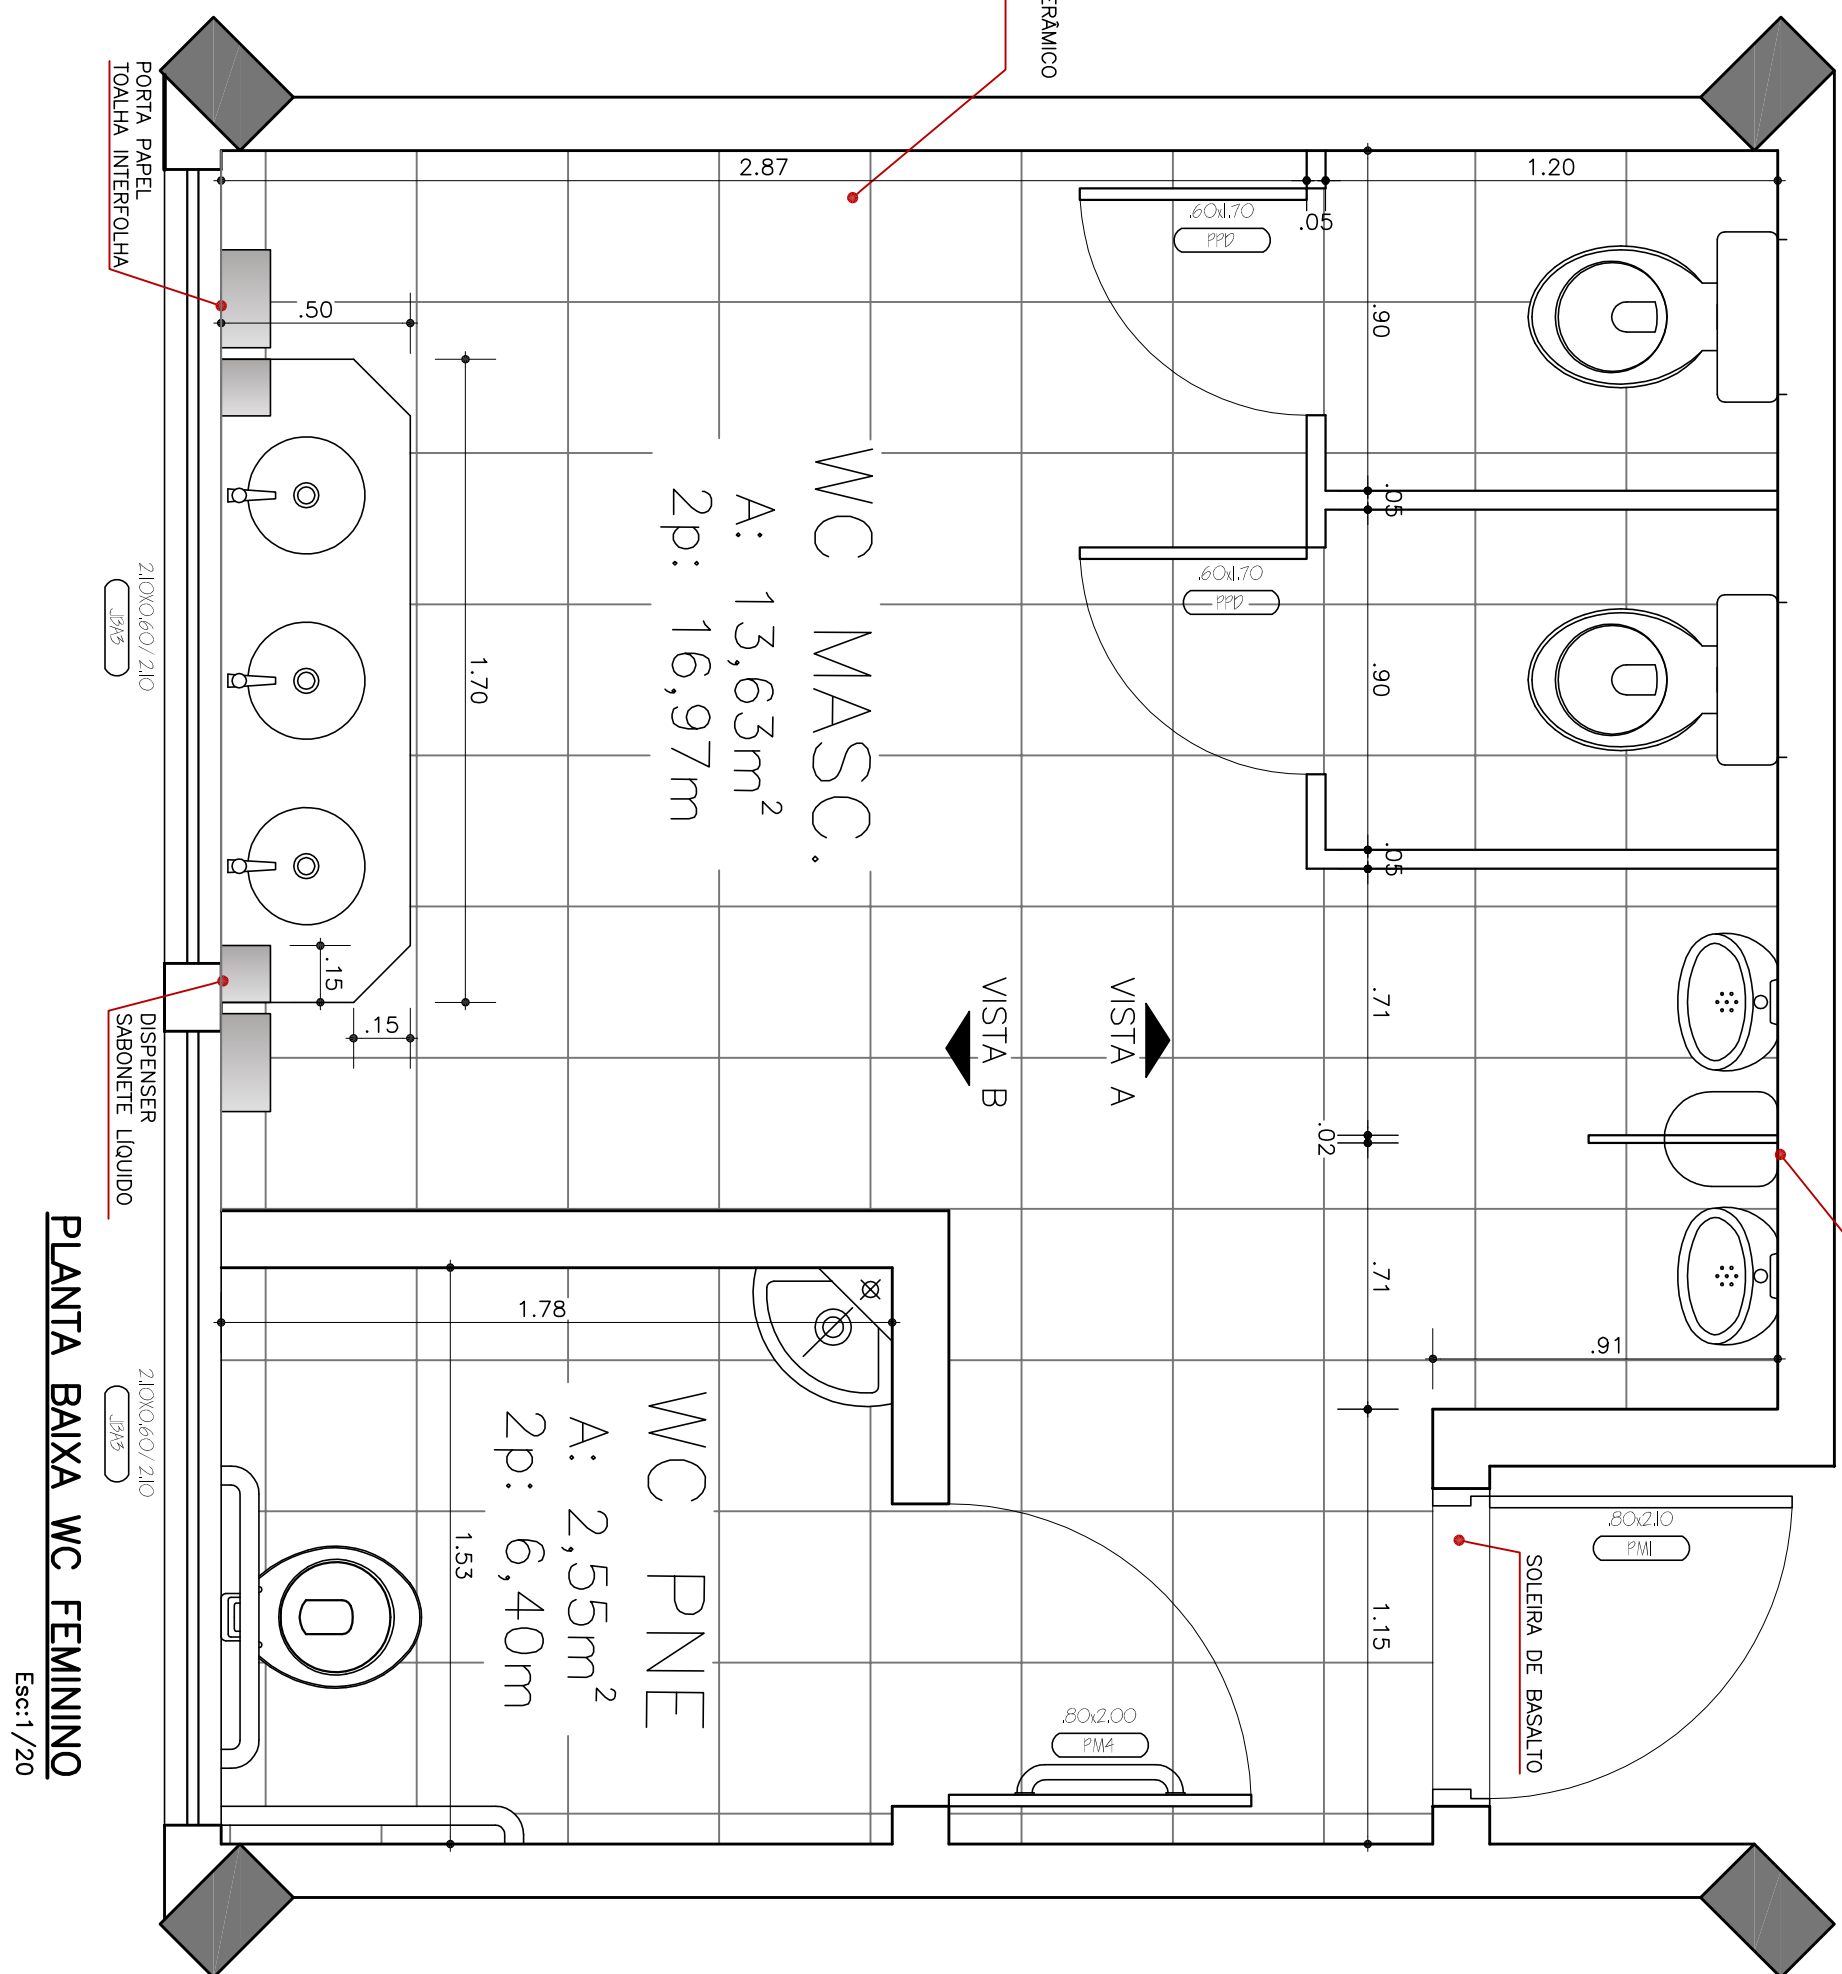 ERÂMICO
PORTA PAPEL
TOALHA INTERFOLHA
2.87
.05
1.20
.60x1.70
PPD
.90
.50
.05
.60x1.70
PPD
.90
.05
1.70
WC MASC.
A: 13,63m²
2p: 16,97m
2.10X0.60/2.10
JBA3
.15
.15
DISPENSER
SABONETE LÍQUIDO
VISTA A
VISTA B
.71
.02
.71
.91
1.78
1.53
WC PNE
A: 2,55m²
2p: 6,40m
2.10X0.60/2.10
JBA3
1.15
.80x2.00
PM4
.80x2.10
PM1
SOLEIRA DE BASALTO
PLANTA BAIXA WC FEMININO
Esc:1/20